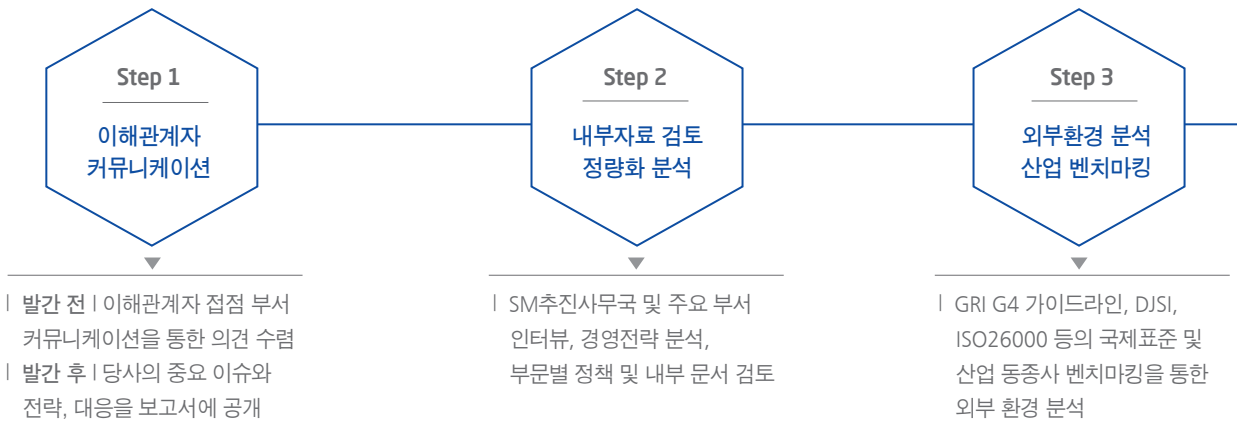 Step 1
이해관계자
커뮤니케이션
| 발간 전 | 이해관계자 접점 부서
커뮤니케이션을 통한 의견 수렴
| 발간 후 | 당사의 중요 이슈와
전략, 대응을 보고서에 공개
Step 2
내부자료 검토
정량화 분석
| SM추진사무국 및 주요 부서
인터뷰, 경영전략 분석,
부문별 정책 및 내부 문서 검토
Step 3
외부환경 분석
산업 벤치마킹
| GRI G4 가이드라인, DJSI,
ISO26000 등의 국제표준 및
산업 동종사 벤치마킹을 통한
외부 환경 분석